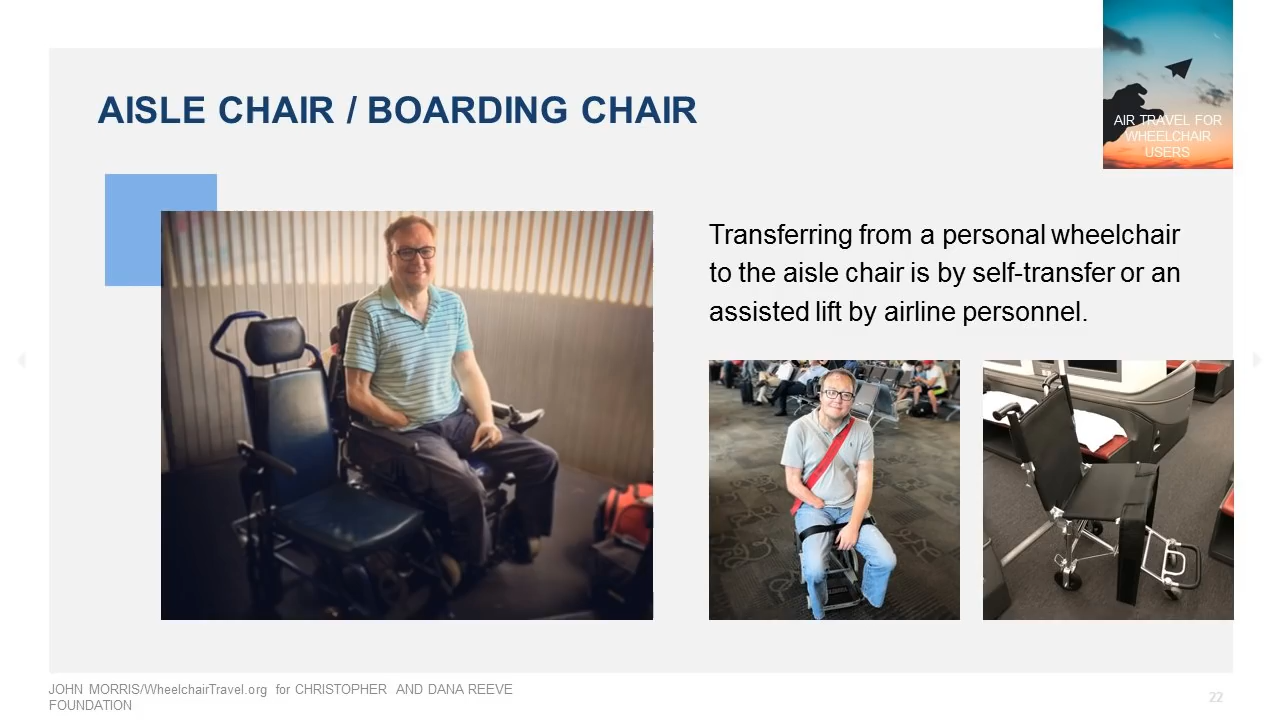 AIR TRAVEL FOR
WHEELCHAIR
USERS
AISLE CHAIR / BOARDING CHAIR
Transferring from a personal wheelchair
to the aisle chair is by self-transfer or an
assisted lift by airline personnel.
JOHN MORRIS/WheelchairTravel.org for CHRISTOPHER AND DANA REEVE
FOUNDATION
22